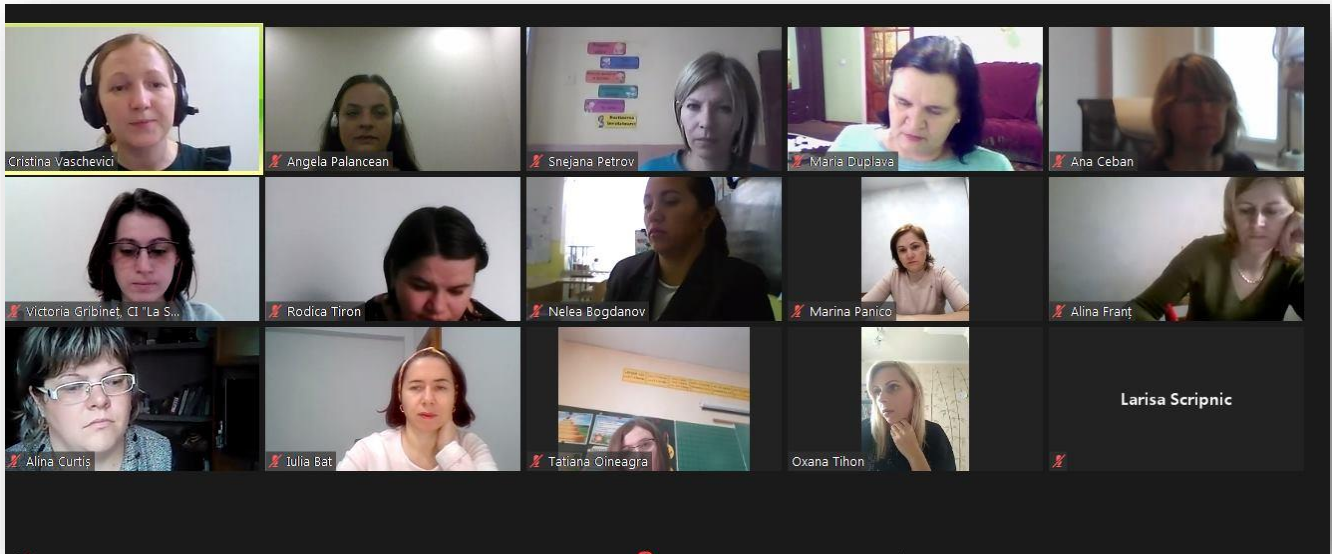 Cristina Vaschevici
Angela Palancean
Snejana Petrov
Maria Duplava
Ana Ceban
Victoria Gribineț, CI "La S...
Rodica Tiron
Nelea Bogdanov
Marina Panico
Alina Franț
Alina Curtiș
Iulia Bat
Tatiana Oineagra
Oxana Tihon
Larisa Scripnic